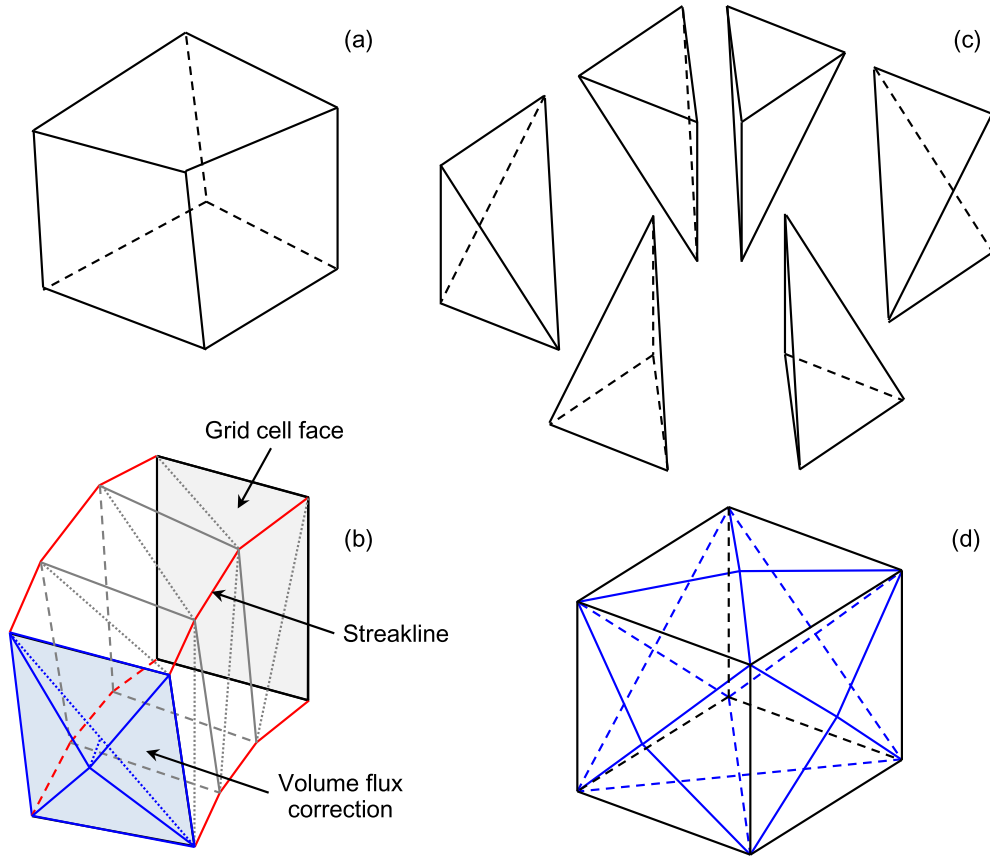 (a)
(c)
Grid cell face
(b)
(d)
Streakline
Volume flux
correction